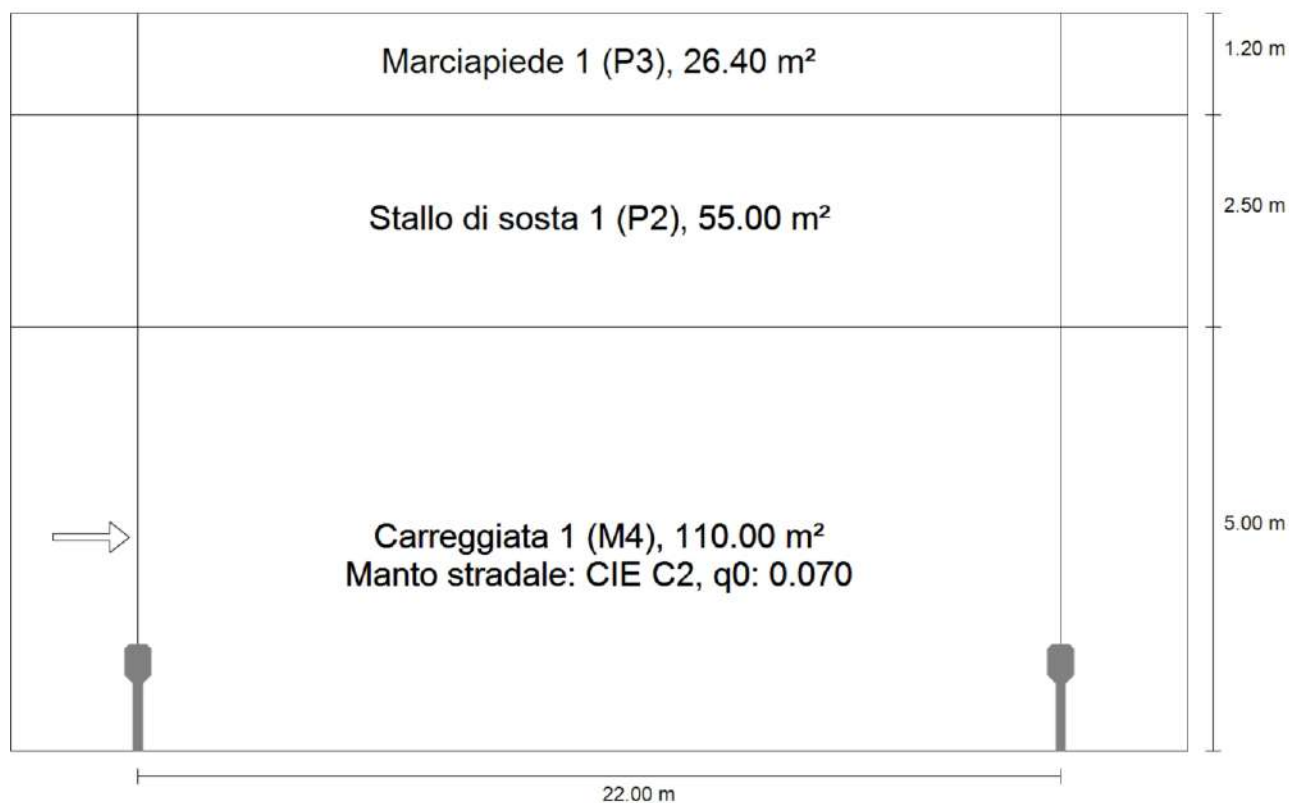 Marciapiede 1 (P3), 26.40 m²
1.20 m
Stallo di sosta 1 (P2), 55.00 m²
2.50 m
Carreggiata 1 (M4), 110.00 m²
Manto stradale: CIE C2, q0: 0.070
5.00 m
22.00 m